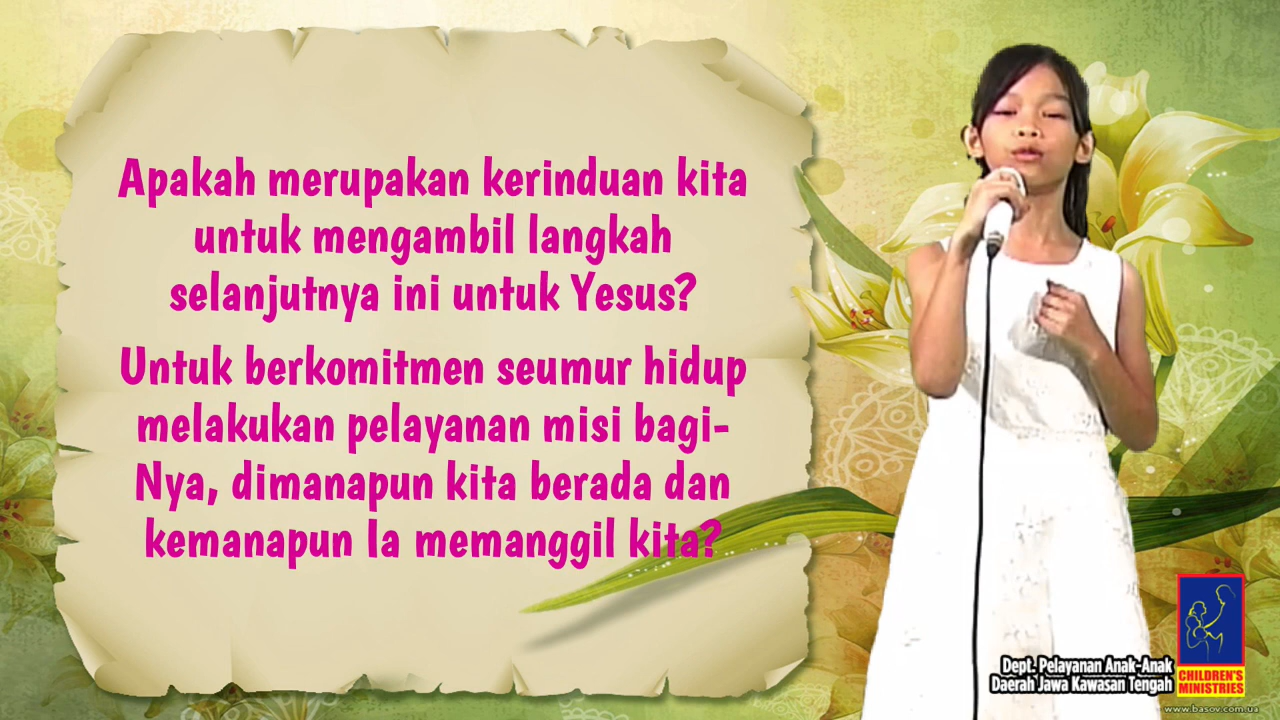 Apakah merupakan kerinduan kita
untuk mengambil langkah
selanjutnya ini untuk Yesus?
Untuk berkomitmen seumur hidup
melakukan pelayanan misi bagi-
Nya, dimanapun kita berada dan
kemanapun Ia memanggil kita?
Dept. Pelayanan Anak-Anak
Daerah Jawa Kawasan Tengah
CHILDREN'S
MINISTRIES
www.basov.com.ua